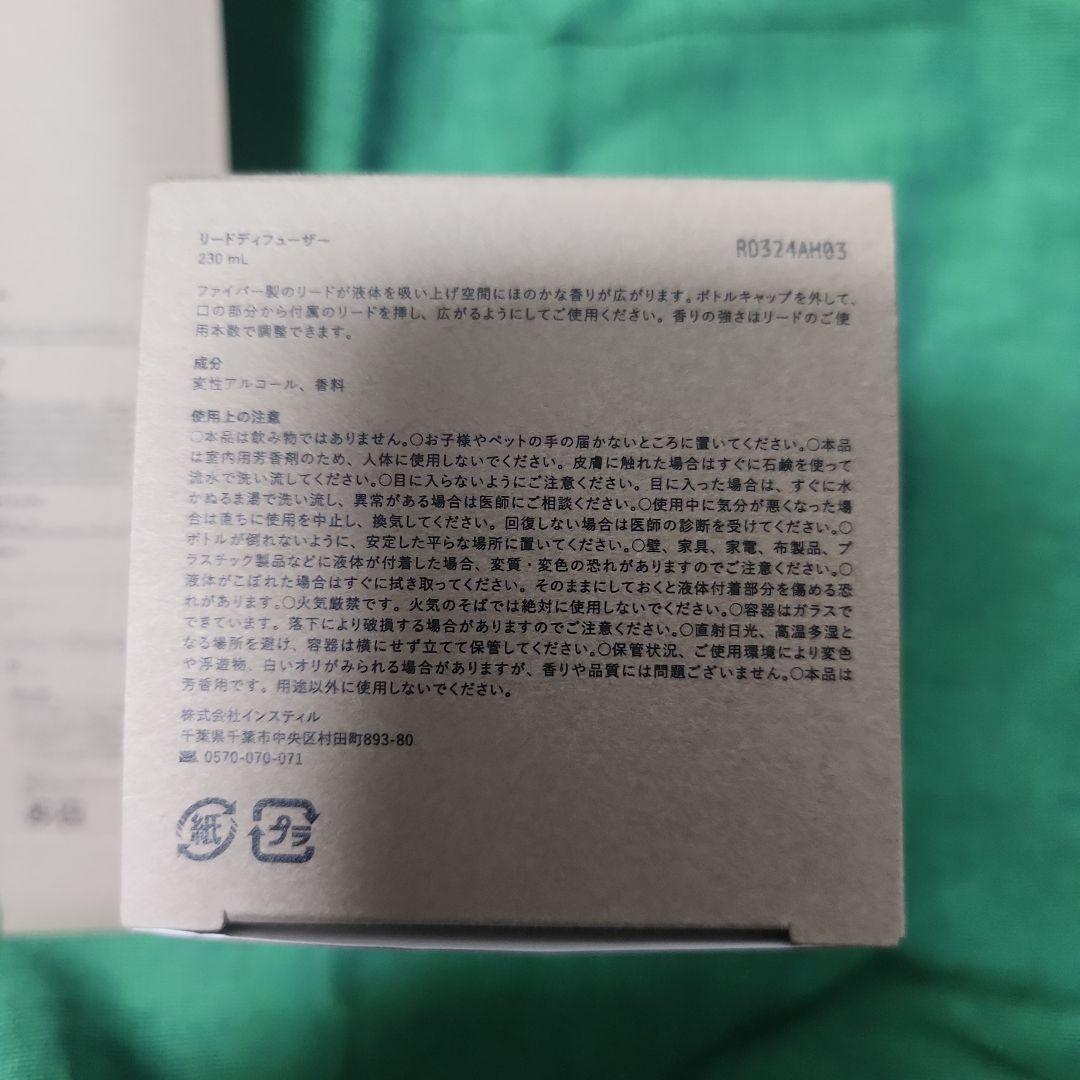 リードディフューザー
230 mL
RD324AH03
ファイバー製のリードが液体を吸い上げ空間にほのかな香りが広がります。ボトルキャップを外して、
口の部分から付属のリードを挿し、広がるようにしてご使用ください。香りの強さはリードのご使
用本数で調整できます。
成分
変性アルコール、香料
使用上の注意
○本品は飲み物ではありません。○お子様やペットの手の届かないところに置いてください。○本品
は室内用芳香剤のため、人体に使用しないでください。皮膚に触れた場合はすぐに石鹸を使って
流水で洗い流してください。○目に入らないようにご注意ください。目に入った場合は、すぐに水
かぬるま湯で洗い流し、異常がある場合は医師にご相談ください。○使用中に気分が悪くなった場
合は直ちに使用を中止し、換気してください。回復しない場合は医師の診断を受けてください。○
ボトルが倒れないように、安定した平らな場所に置いてください。○壁、家具、家電、布製品、プ
ラスチック製品などに液体が付着した場合、変質・変色の恐れがありますのでご注意ください。○
液体がこぼれた場合はすぐに拭き取ってください。そのままにしておくと液体付着部分を傷める恐
れがあります。○火気厳禁です。火気のそばでは絶対に使用しないでください。○容器はガラスで
できています。落下により破損する場合がありますのでご注意ください。○直射日光、高温多湿と
なる場所を避け、容器は横にせず立てて保管してください。○保管状況、ご使用環境により変色
や浮遊物、白いオリがみられる場合がありますが、香りや品質には問題ございません。○本品は
芳香用です。用途以外に使用しないでください。
株式会社インスティル
千葉県千葉市中央区村田町893-80
0570-070-071
紙 プラ